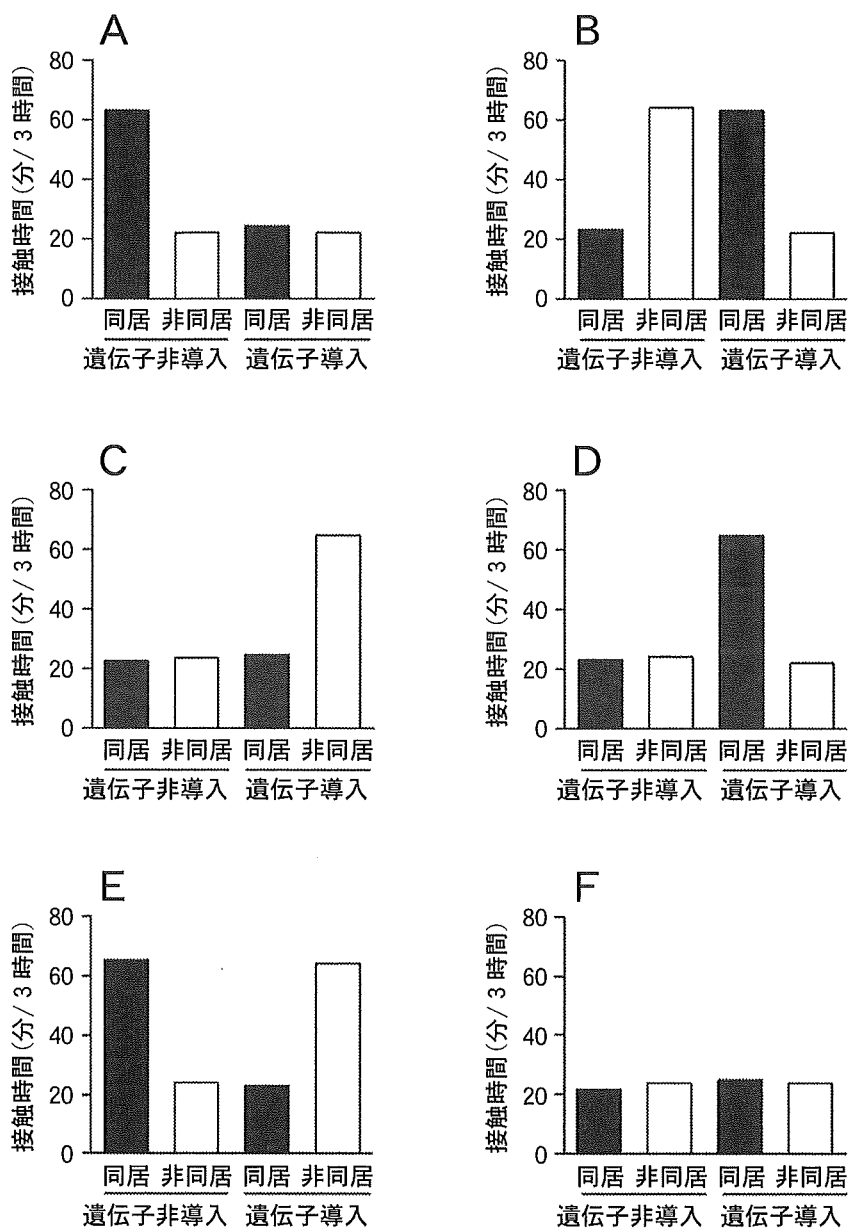 A
接触時間(分/3時間)
80
60
40
20
0
同居 非同居 同居 非同居
遺伝子非導入 遺伝子導入
B
接触時間(分/3時間)
80
60
40
20
0
同居 非同居 同居 非同居
遺伝子非導入 遺伝子導入
C
接触時間(分/3時間)
80
60
40
20
0
同居 非同居 同居 非同居
遺伝子非導入 遺伝子導入
D
接触時間(分/3時間)
80
60
40
20
0
同居 非同居 同居 非同居
遺伝子非導入 遺伝子導入
E
接触時間(分/3時間)
80
60
40
20
0
同居 非同居 同居 非同居
遺伝子非導入 遺伝子導入
F
接触時間(分/3時間)
80
60
40
20
0
同居 非同居 同居 非同居
遺伝子非導入 遺伝子導入